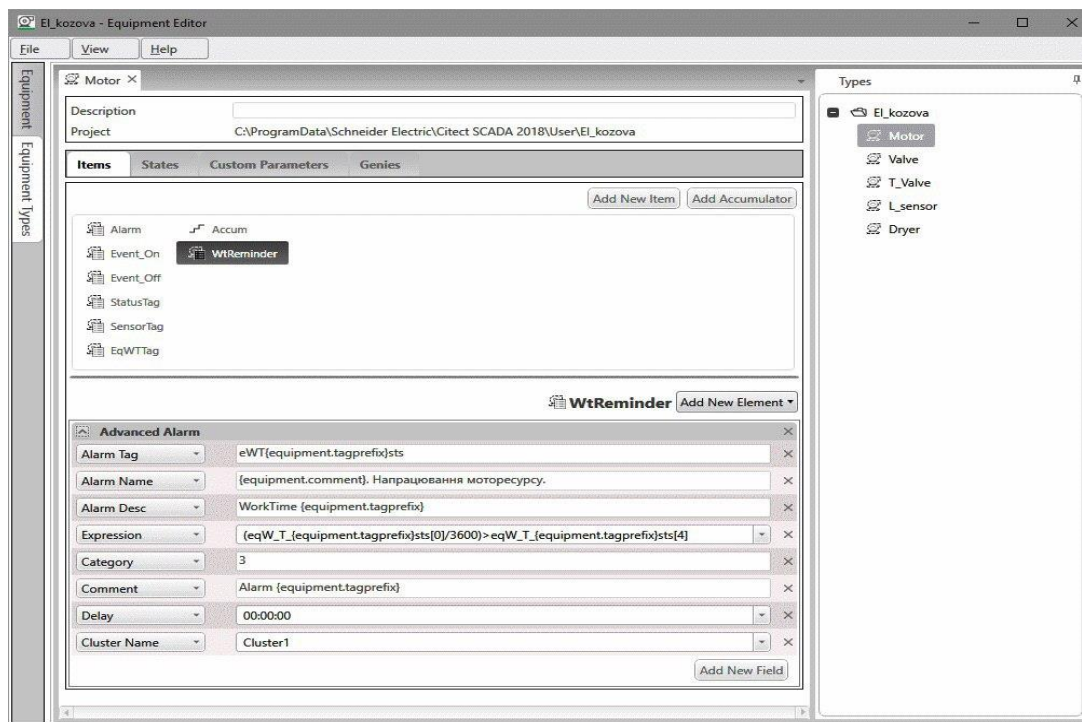 El_kozova - Equipment Editor
File View Help
Equipment
Equipment Types
Motor
Description
Project C:\ProgramData\Schneider Electric\Citect SCADA 2018\User\El_kozova
Items States Custom Parameters Genies
Add New Item Add Accumulator
Alarm Accum
Event_On WtReminder
Event_Off
StatusTag
SensorTag
EqWTTag
WtReminder Add New Element
Advanced Alarm
Alarm Tag eWT{equipment.tagprefix}sts
Alarm Name {equipment.comment}. Напрацювання моторесурсу.
Alarm Desc WorkTime {equipment.tagprefix}
Expression (eqW_T_{equipment.tagprefix}sts[0]/3600)>eqW_T_{equipment.tagprefix}sts[4]
Category 3
Comment Alarm {equipment.tagprefix}
Delay 00:00:00
Cluster Name Cluster1
Add New Field
Types
El_kozova
Motor
Valve
T_Valve
L_sensor
Dryer